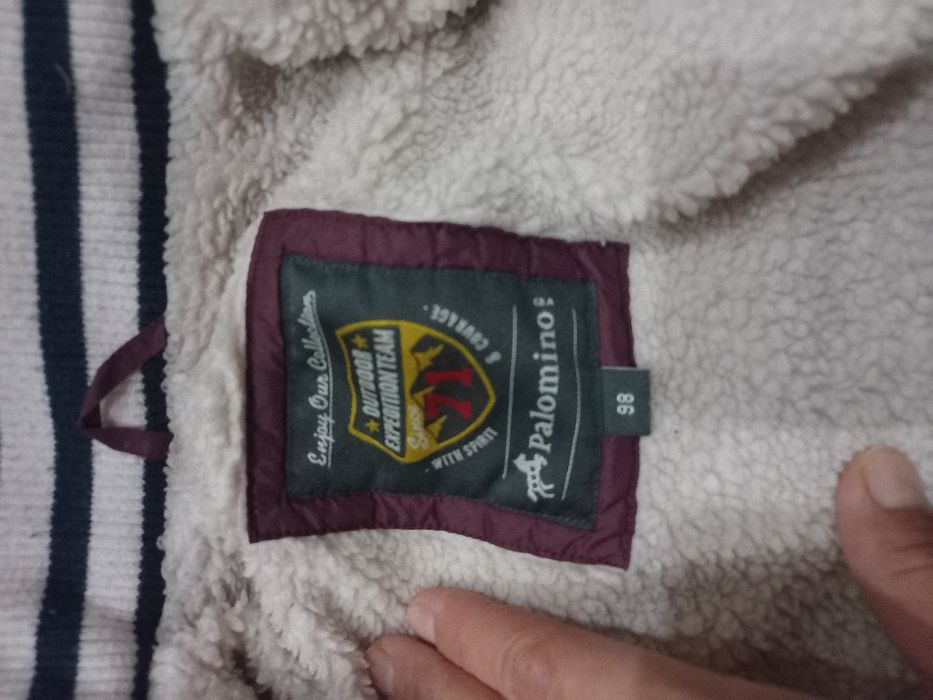 Enjoy Our Collection
OUTDOOR
EXPEDITION TEAM
Since
71
· WITH SPIRIT
& COURAGE ·
Palomino
98